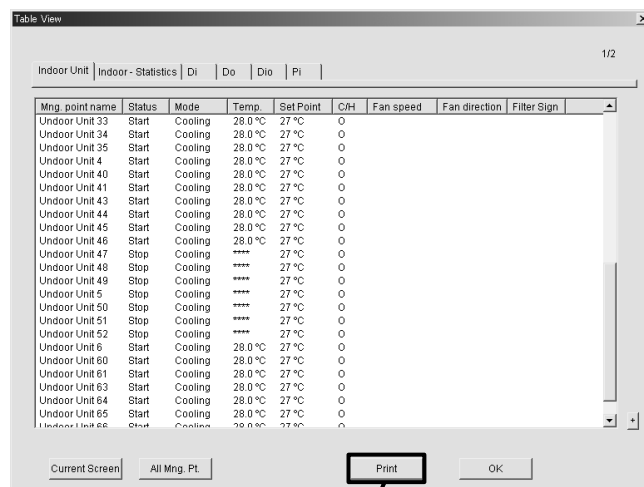 Table View
1/2
Indoor Unit Indoor - Statistics Di Do Dio Pi
Mng. point name Status Mode Temp. Set Point C/H Fan speed Fan direction Filter Sign
Undoor Unit 33 Start Cooling 28.0 °C 27 °C O
Undoor Unit 34 Start Cooling 28.0 °C 27 °C O
Undoor Unit 35 Start Cooling 28.0 °C 27 °C O
Undoor Unit 4 Start Cooling 28.0 °C 27 °C O
Undoor Unit 40 Start Cooling 28.0 °C 27 °C O
Undoor Unit 41 Start Cooling 28.0 °C 27 °C O
Undoor Unit 43 Start Cooling 28.0 °C 27 °C O
Undoor Unit 44 Start Cooling 28.0 °C 27 °C O
Undoor Unit 45 Start Cooling 28.0 °C 27 °C O
Undoor Unit 46 Start Cooling 28.0 °C 27 °C O
Undoor Unit 47 Stop Cooling **** 27 °C O
Undoor Unit 48 Stop Cooling **** 27 °C O
Undoor Unit 49 Stop Cooling **** 27 °C O
Undoor Unit 5 Stop Cooling **** 27 °C O
Undoor Unit 50 Stop Cooling **** 27 °C O
Undoor Unit 51 Stop Cooling **** 27 °C O
Undoor Unit 52 Stop Cooling **** 27 °C O
Undoor Unit 6 Start Cooling 28.0 °C 27 °C O
Undoor Unit 60 Start Cooling 28.0 °C 27 °C O
Undoor Unit 61 Start Cooling 28.0 °C 27 °C O
Undoor Unit 63 Start Cooling 28.0 °C 27 °C O
Undoor Unit 64 Start Cooling 28.0 °C 27 °C O
Undoor Unit 65 Start Cooling 28.0 °C 27 °C O
Undoor Unit 66 Start Cooling 28.0 °C 27 °C O
Current Screen All Mng. Pt. Print OK